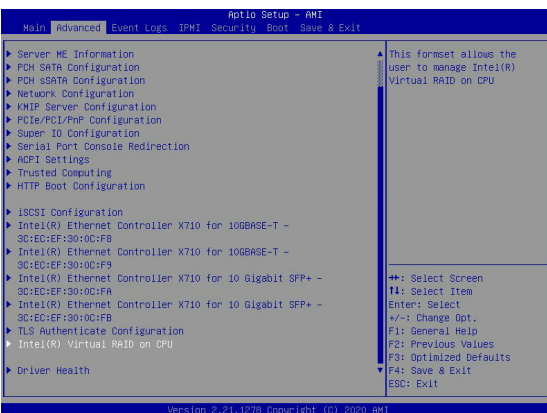 Aptio Setup - AMI
Main Advanced Event Logs IPMI Security Boot Save & Exit
Server ME Information
PCH SATA Configuration
PCH sSATA Configuration
Network Configuration
KMIP Server Configuration
PCIe/PCI/PnP Configuration
Super IO Configuration
Serial Port Console Redirection
ACPI Settings
Trusted Computing
HTTP Boot Configuration
iSCSI Configuration
Intel(R) Ethernet Controller X710 for 10GBASE-T -
3C:EC:EF:30:0C:F8
Intel(R) Ethernet Controller X710 for 10GBASE-T -
3C:EC:EF:30:0C:F9
Intel(R) Ethernet Controller X710 for 10 Gigabit SFP+ -
3C:EC:EF:30:0C:FA
Intel(R) Ethernet Controller X710 for 10 Gigabit SFP+ -
3C:EC:EF:30:0C:FB
TLS Authenticate Configuration
Intel(R) Virtual RAID on CPU
Driver Health
This formset allows the
user to manage Intel(R)
Virtual RAID on CPU
→←: Select Screen
↑↓: Select Item
Enter: Select
+/-: Change Opt.
F1: General Help
F2: Previous Values
F3: Optimized Defaults
F4: Save & Exit
ESC: Exit
Version 2.21.1278 Copyright (C) 2020 AMI